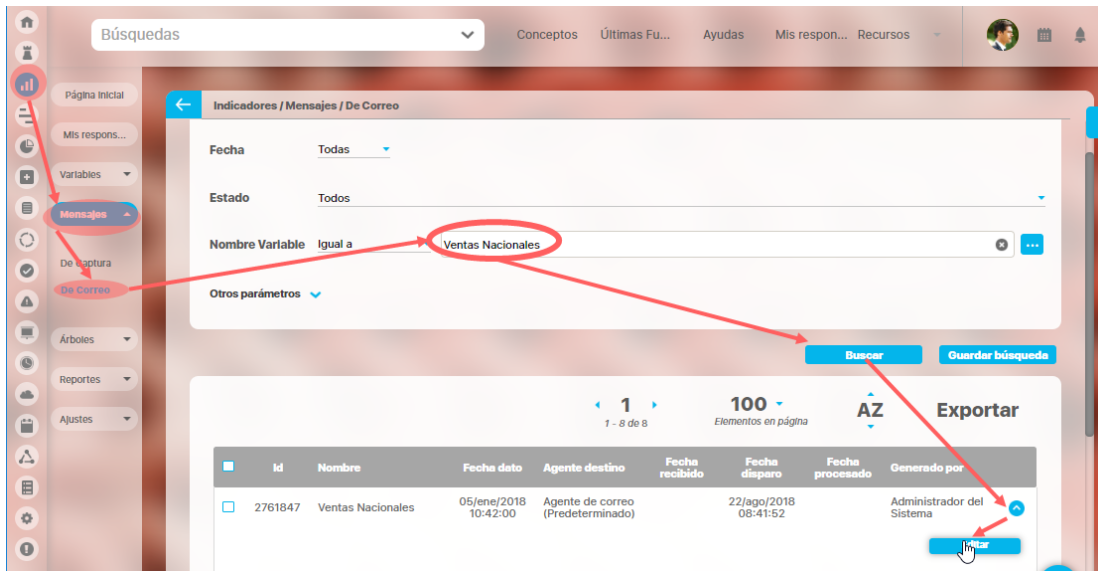 Búsquedas
Conceptos
Últimas Fu...
Ayudas
Mis respon...
Recursos
Página Inicial
Mis respons...
Variables
Mensajes
De Captura
De Correo
Árboles
Reportes
Ajustes
Indicadores / Mensajes / De Correo
Fecha
Todas
Estado
Todos
Nombre Variable
Igual a
Ventas Nacionales
...
Otros parámetros
Buscar
Guardar búsqueda
1
1 - 8 de 8
100
Elementos en página
AZ
Exportar
Id
Nombre
Fecha dato
Agente destino
Fecha
recibido
Fecha
disparo
Fecha
procesado
Generado por
2761847
Ventas Nacionales
05/ene/2018
10:42:00
Agente de correo
(Predeterminado)
22/ago/2018
08:41:52
Administrador del
Sistema
Editar